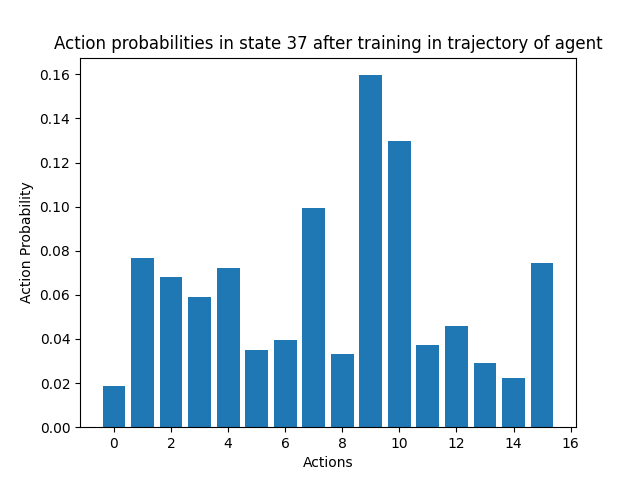 Action probabilities in state 37 after training in trajectory of agent
0.16
0.14
0.12
0.10
0.08
0.06
0.04
0.02
0.00
Action Probability
0 2 4 6 8 10 12 14 16
Actions